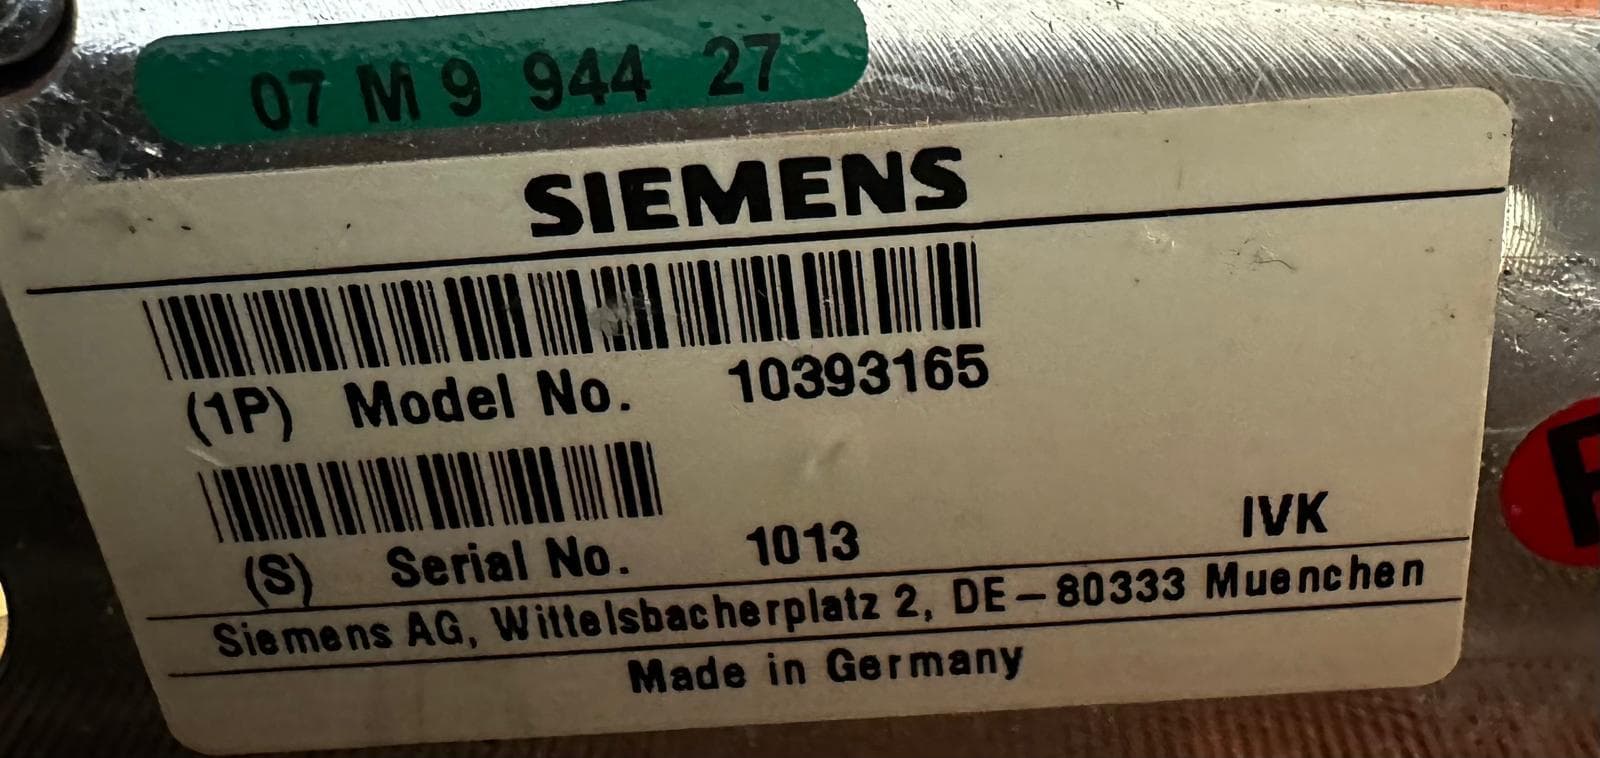 07 M 9 944 27
SIEMENS
(1P) Model No. 10393165
IVK
(S) Serial No. 1013
Siemens AG, Wittelsbacherplatz 2, DE-80333 Muenchen
Made in Germany